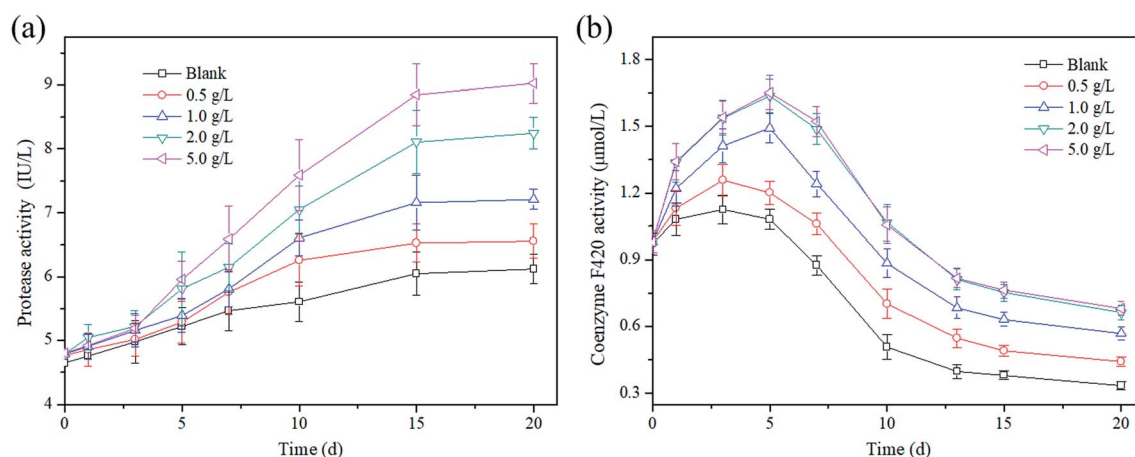 (a)
Protease activity (IU/L)
9
8
7
6
5
4
Blank
0.5 g/L
1.0 g/L
2.0 g/L
5.0 g/L
0 5 10 15 20
Time (d)
(b)
Coenzyme F420 activity (μmol/L)
1.8
1.5
1.2
0.9
0.6
0.3
Blank
0.5 g/L
1.0 g/L
2.0 g/L
5.0 g/L
0 5 10 15 20
Time (d)